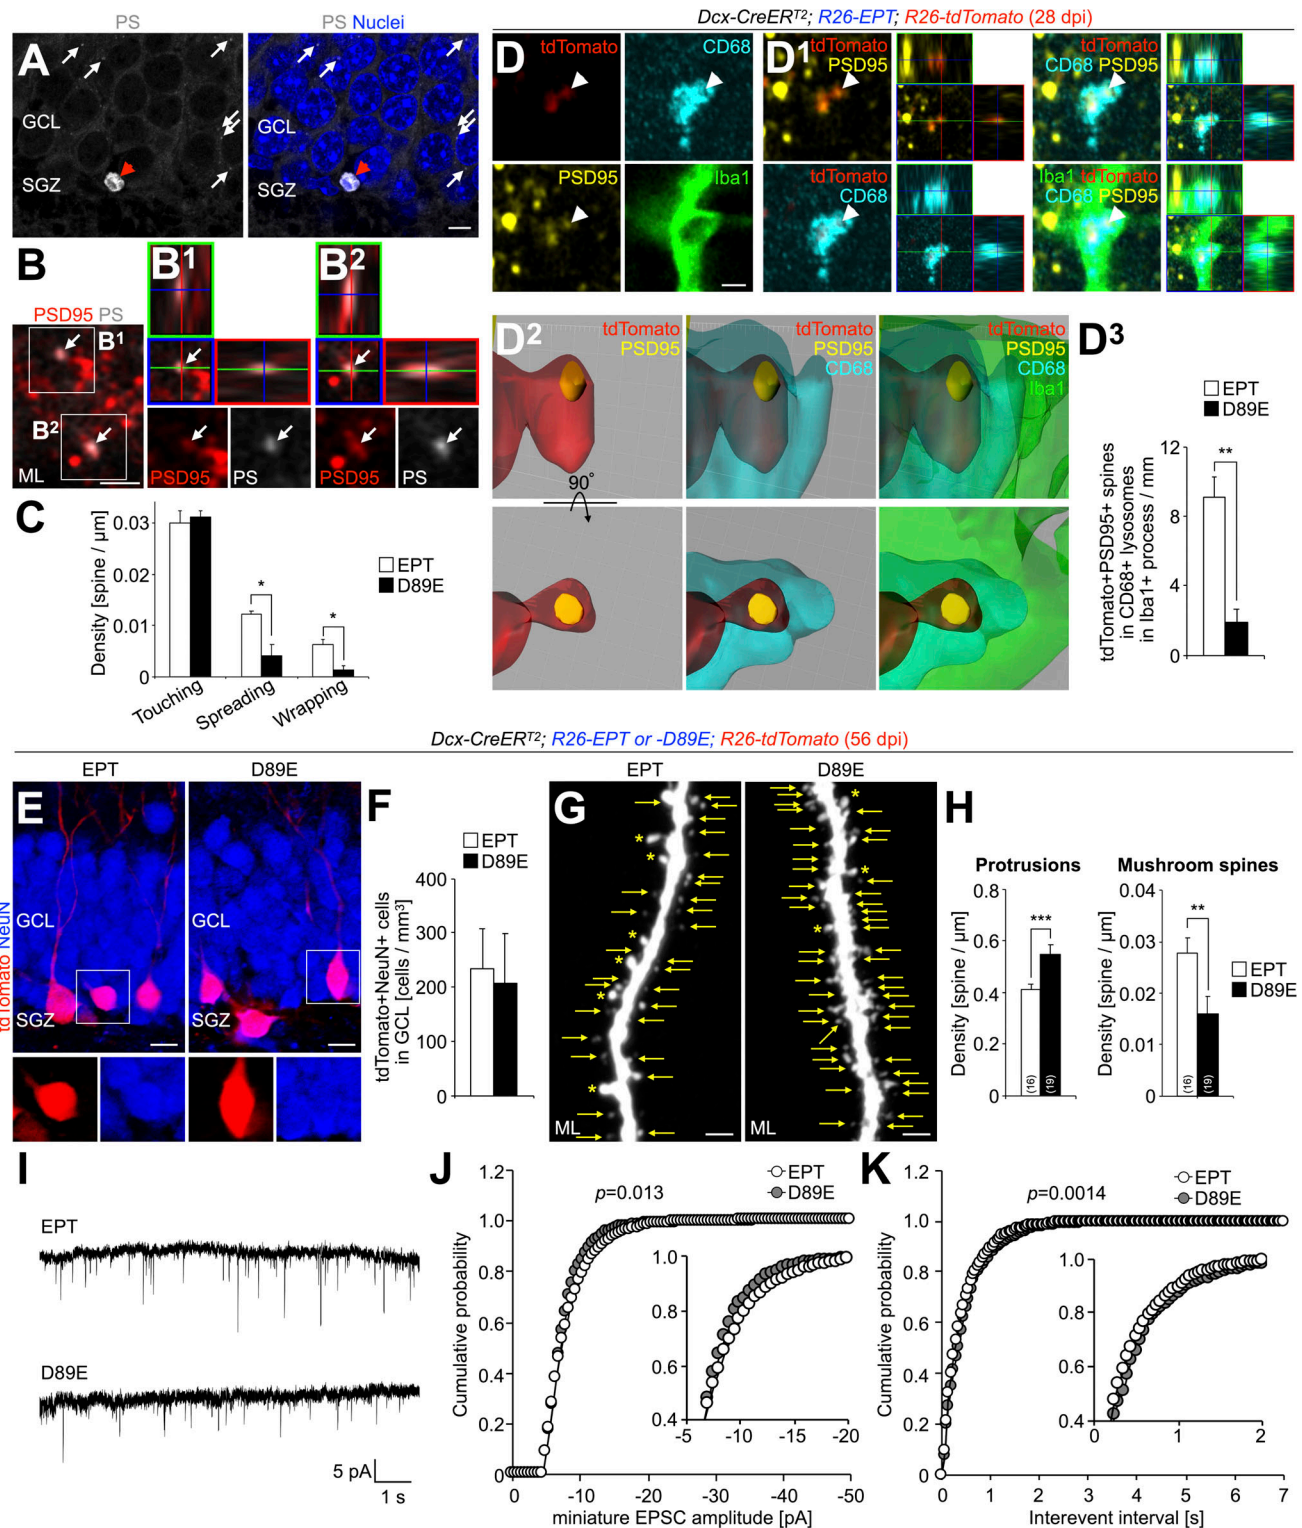 PS
PS Nuclei
A
GCL
SGZ
GCL
SGZ
B
PSD95 PS
B1
B2
ML
B1
PSD95
PS
B2
PSD95
PS
C
Density [spine / µm]
0.03
0.02
0.01
0
*
*
EPT
D89E
Touching
Spreading
Wrapping
Dcx-CreERT2; R26-EPT; R26-tdTomato (28 dpi)
D
tdTomato
CD68
PSD95
Iba1
D1
tdTomato
PSD95
tdTomato
CD68 PSD95
tdTomato
CD68
Iba1 tdTomato
CD68 PSD95
D2
tdTomato
PSD95
tdTomato
PSD95
CD68
tdTomato
PSD95
CD68
Iba1
90°
D3
EPT
D89E
tdTomato+PSD95+ spines
in CD68+ lysosomes
in Iba1+ process / mm
12
9
6
3
0
**
Dcx-CreERT2; R26-EPT or -D89E; R26-tdTomato (56 dpi)
EPT
D89E
E
tdTomato NeuN
GCL
SGZ
GCL
SGZ
F
EPT
D89E
tdTomato+NeuN+ cells
in GCL [cells / mm3]
400
300
200
100
0
EPT
D89E
G
*
*
*
*
*
*
ML
*
*
*
ML
H
Protrusions
Density [spine / µm]
0.8
0.6
0.4
0.2
0
***
(16)
(19)
Mushroom spines
Density [spine / µm]
0.04
0.03
0.02
0.01
0
**
(16)
(19)
EPT
D89E
I
EPT
D89E
5 pA
1 s
J
Cumulative probability
1.2
1.0
0.8
0.6
0.4
0.2
0
p=0.013
EPT
D89E
1.0
0.8
0.6
0.4
-5 -10 -15 -20
0 -10 -20 -30 -40 -50
miniature EPSC amplitude [pA]
K
Cumulative probability
1.2
1.0
0.8
0.6
0.4
0.2
0
p=0.0014
EPT
D89E
1.0
0.8
0.6
0.4
0 1 2
0 1 2 3 4 5 6 7
Interevent interval [s]